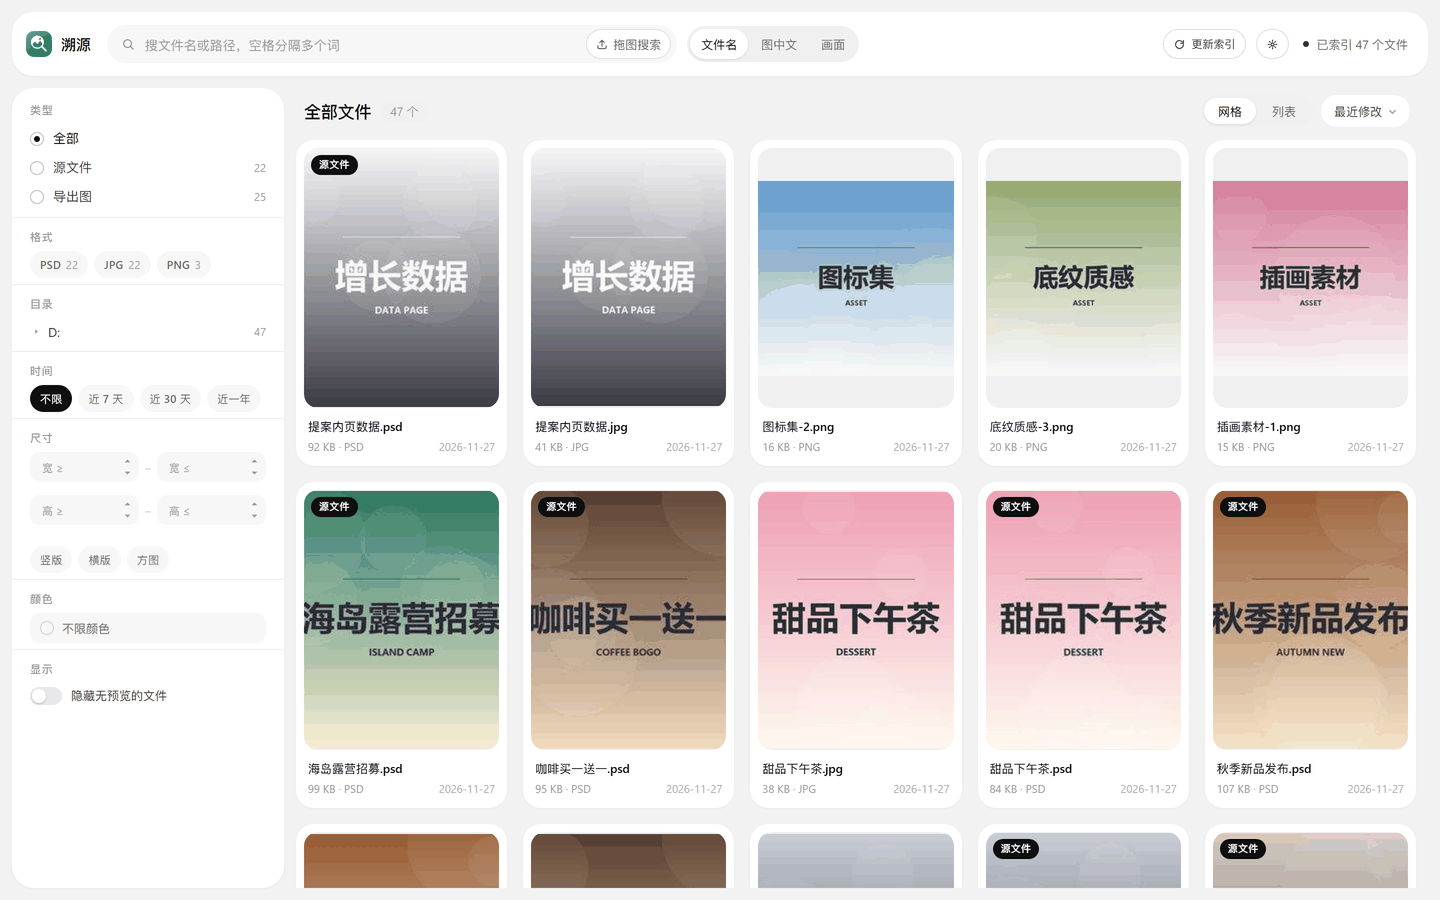 溯源
搜文件名或路径，空格分隔多个词
拖图搜索
文件名
图中文
画面
更新索引
已索引 47 个文件
类型
全部
源文件 22
导出图 25
格式
PSD 22
JPG 22
PNG 3
目录
D: 47
时间
不限
近 7 天
近 30 天
近一年
尺寸
宽 ≥
–
宽 ≤
高 ≥
–
高 ≤
竖版
横版
方图
颜色
不限颜色
显示
隐藏无预览的文件
全部文件
47 个
网格
列表
最近修改
源文件
增长数据
DATA PAGE
提案内页数据.psd
92 KB · PSD
2026-11-27
增长数据
DATA PAGE
提案内页数据.jpg
41 KB · JPG
2026-11-27
图标集
ASSET
图标集-2.png
16 KB · PNG
2026-11-27
底纹质感
ASSET
底纹质感-3.png
20 KB · PNG
2026-11-27
插画素材
ASSET
插画素材-1.png
15 KB · PNG
2026-11-27
源文件
海岛露营招募
ISLAND CAMP
海岛露营招募.psd
99 KB · PSD
2026-11-27
源文件
咖啡买一送一
COFFEE BOGO
咖啡买一送一.psd
95 KB · PSD
2026-11-27
甜品下午茶
DESSERT
甜品下午茶.jpg
38 KB · JPG
2026-11-27
源文件
甜品下午茶
DESSERT
甜品下午茶.psd
84 KB · PSD
2026-11-27
源文件
秋季新品发布
AUTUMN NEW
秋季新品发布.psd
107 KB · PSD
2026-11-27
源文件
源文件